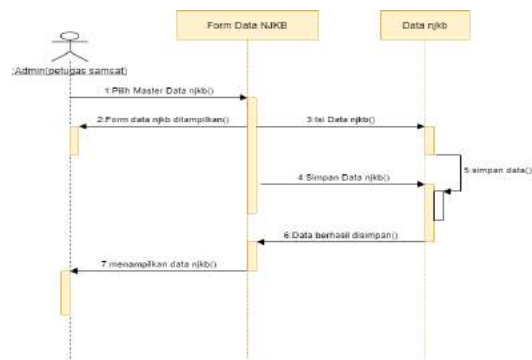 Form Data NJKB
Data njkb
:Admin(petugas samsat)
1:Pilih Master Data njkb()
2:Form data njkb ditampilkan()
3:Isi Data njkb()
4:Simpan Data njkb()
5:simpan data()
6:Data berhasil disimpan()
7:menampilkan data njkb()